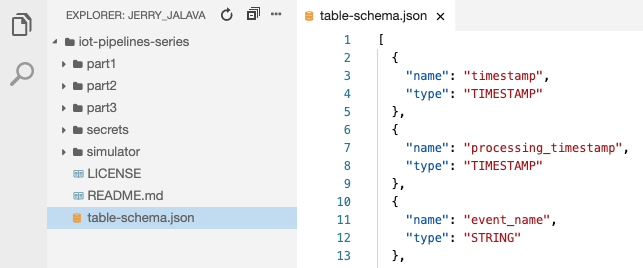 EXPLORER: JERRY_JALAVA
iot-pipelines-series
part1
part2
part3
secrets
simulator
LICENSE
README.md
table-schema.json
table-schema.json
1 [
2 {
3 "name": "timestamp",
4 "type": "TIMESTAMP"
5 },
6 {
7 "name": "processing_timestamp",
8 "type": "TIMESTAMP"
9 },
10 {
11 "name": "event_name",
12 "type": "STRING"
13 },